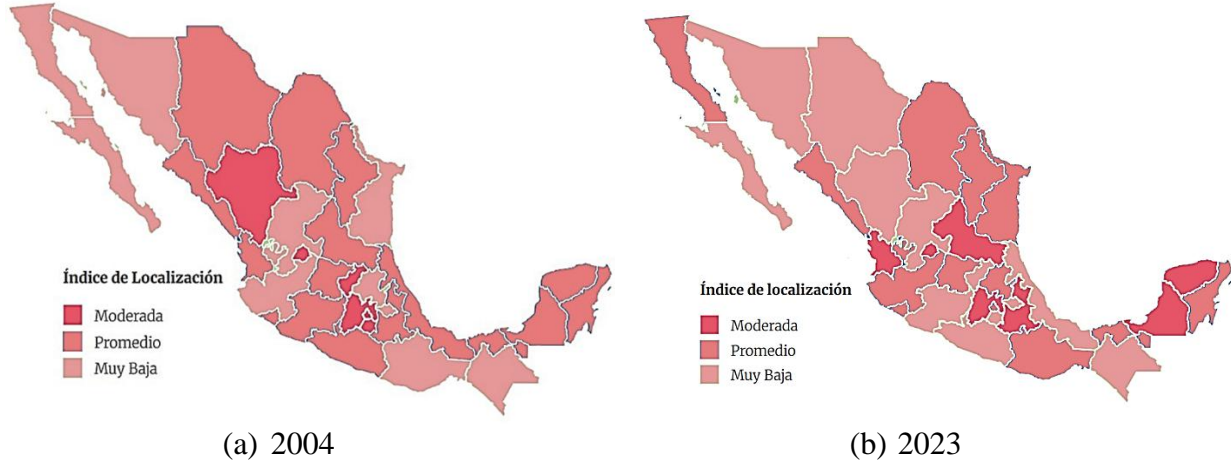 Índice de Localización
Moderada
Promedio
Muy Baja
Índice de localización
Moderada
Promedio
Muy Baja
(a) 2004
(b) 2023